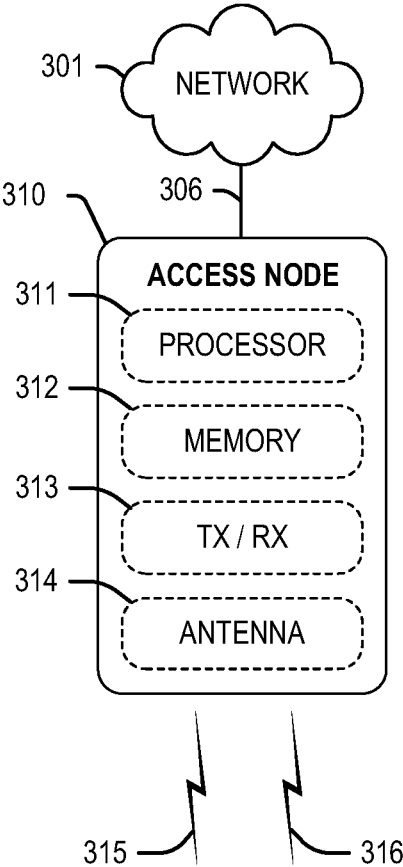 301
NETWORK
306
310
ACCESS NODE
311
PROCESSOR
312
MEMORY
313
TX / RX
314
ANTENNA
315
316